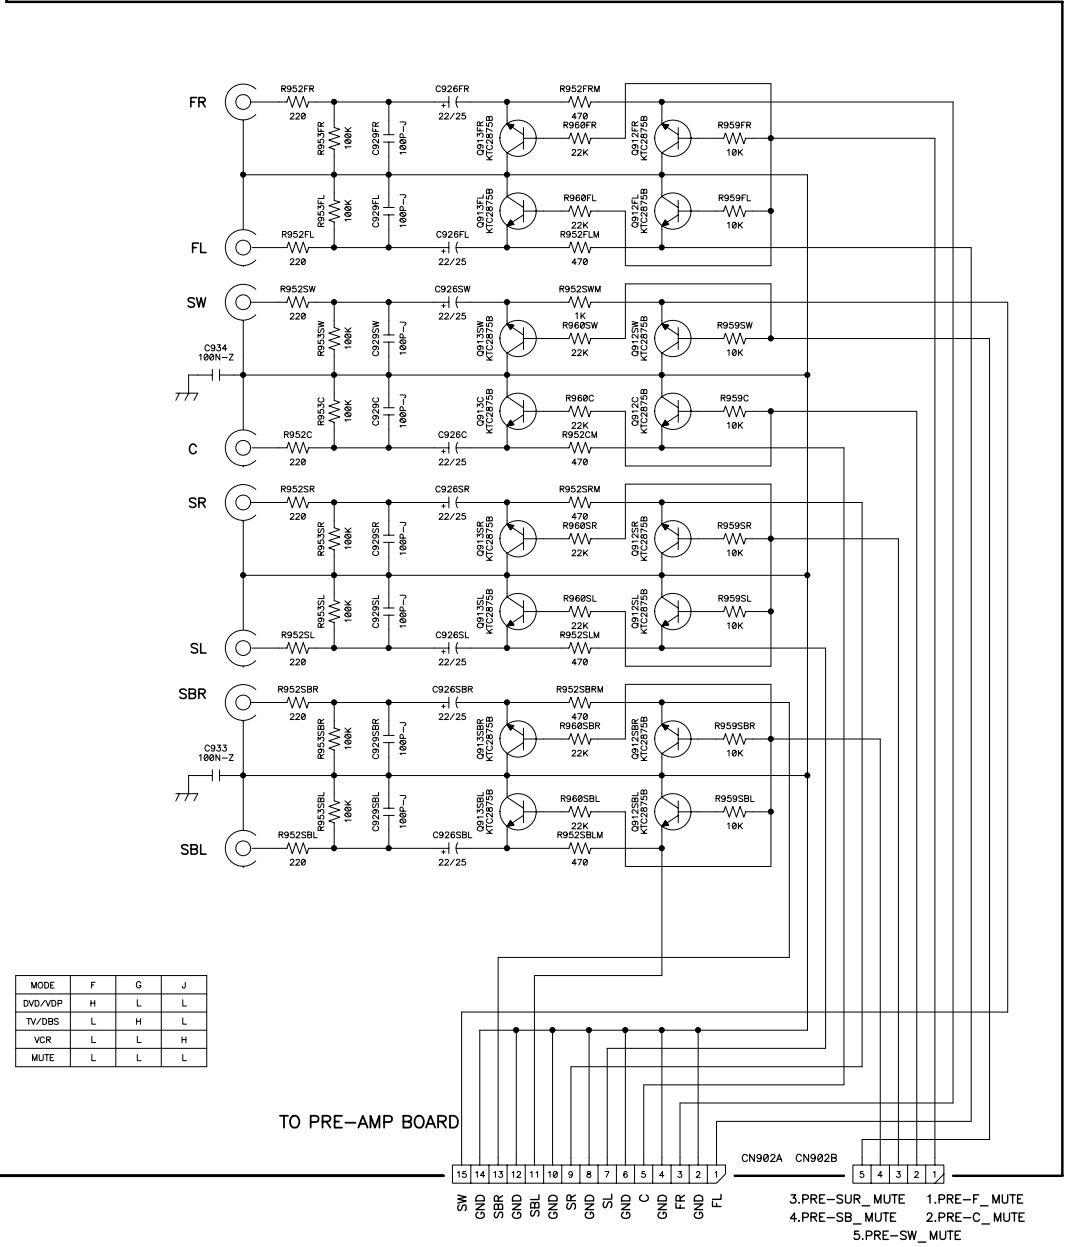 FR
R952FR
220
R953FR
100K
C929FR
100P-J
C926FR
22/25
Q913FR
KTC2875B
R952FRM
470
R960FR
22K
Q912FR
KTC2875B
R959FR
10K
FL
R952FL
220
R953FL
100K
C929FL
100P-J
C926FL
22/25
Q913FL
KTC2875B
R960FL
22K
R952FLM
470
Q912FL
KTC2875B
R959FL
10K
SW
R952SW
220
R953SW
100K
C929SW
100P-J
C926SW
22/25
Q913SW
KTC2875B
R952SWM
1K
R960SW
22K
Q912SW
KTC2875B
R959SW
10K
C934
100N-Z
C
R952C
220
R953C
100K
C929C
100P-J
C926C
22/25
Q913C
KTC2875B
R960C
22K
R952CM
470
Q912C
KTC2875B
R959C
10K
SR
R952SR
220
R953SR
100K
C929SR
100P-J
C926SR
22/25
Q913SR
KTC2875B
R952SRM
470
R960SR
22K
Q912SR
KTC2875B
R959SR
10K
SL
R952SL
220
R953SL
100K
C929SL
100P-J
C926SL
22/25
Q913SL
KTC2875B
R960SL
22K
R952SLM
470
Q912SL
KTC2875B
R959SL
10K
SBR
R952SBR
220
R953SBR
100K
C929SBR
100P-J
C926SBR
22/25
Q913SBR
KTC2875B
R952SBRM
470
R960SBR
22K
Q912SBR
KTC2875B
R959SBR
10K
C933
100N-Z
SBL
R952SBL
220
R953SBL
100K
C929SBL
100P-J
C926SBL
22/25
Q913SBL
KTC2875B
R960SBL
22K
R952SBLM
470
Q912SBL
KTC2875B
R959SBL
10K
MODE F G J
DVD/VDP H L L
TV/DBS L H L
VCR L L H
MUTE L L L
TO PRE-AMP BOARD
CN902A CN902B
15 14 13 12 11 10 9 8 7 6 5 4 3 2 1
SW GND SBR GND SBL GND SR GND SL GND C GND FR GND FL
5 4 3 2 1
3.PRE-SUR_MUTE 1.PRE-F_MUTE
4.PRE-SB_MUTE 2.PRE-C_MUTE
5.PRE-SW_MUTE